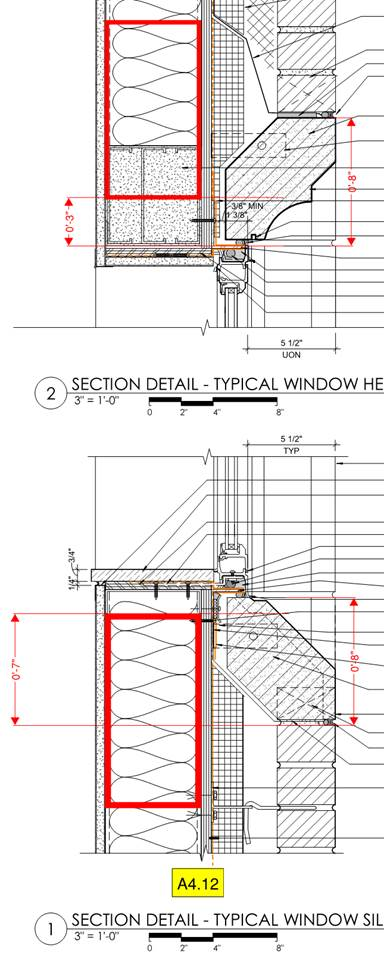 0'-8"
3/8" MIN
1 3/8"
0'-3"
5 1/2"
UON
2 SECTION DETAIL - TYPICAL WINDOW HE
3" = 1'-0"
0 2" 4" 8"
5 1/2"
TYP
3/4"
1/4"
0'-7"
0'-8"
A4.12
1 SECTION DETAIL - TYPICAL WINDOW SIL
3" = 1'-0"
0 2" 4" 8"